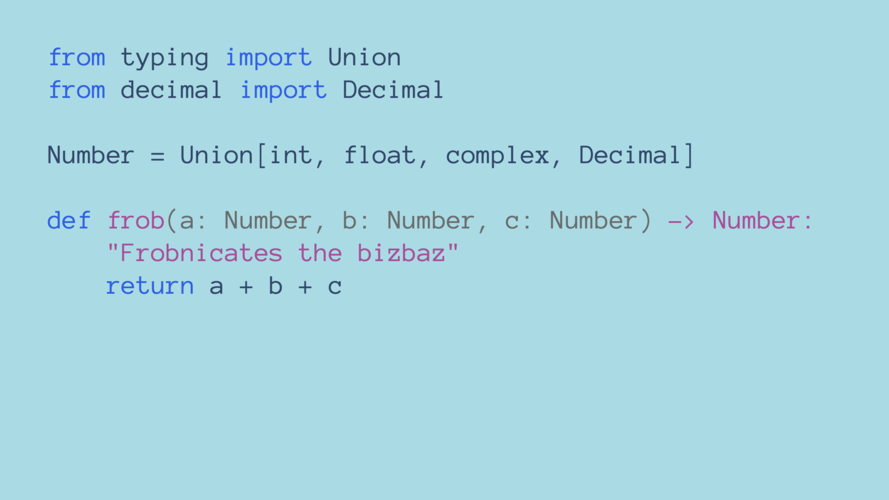 from typing import Union
from decimal import Decimal
Number = Union[int, float, complex, Decimal]
def frob(a: Number, b: Number, c: Number) -> Number:
    "Frobnicates the bizbaz"
    return a + b + c